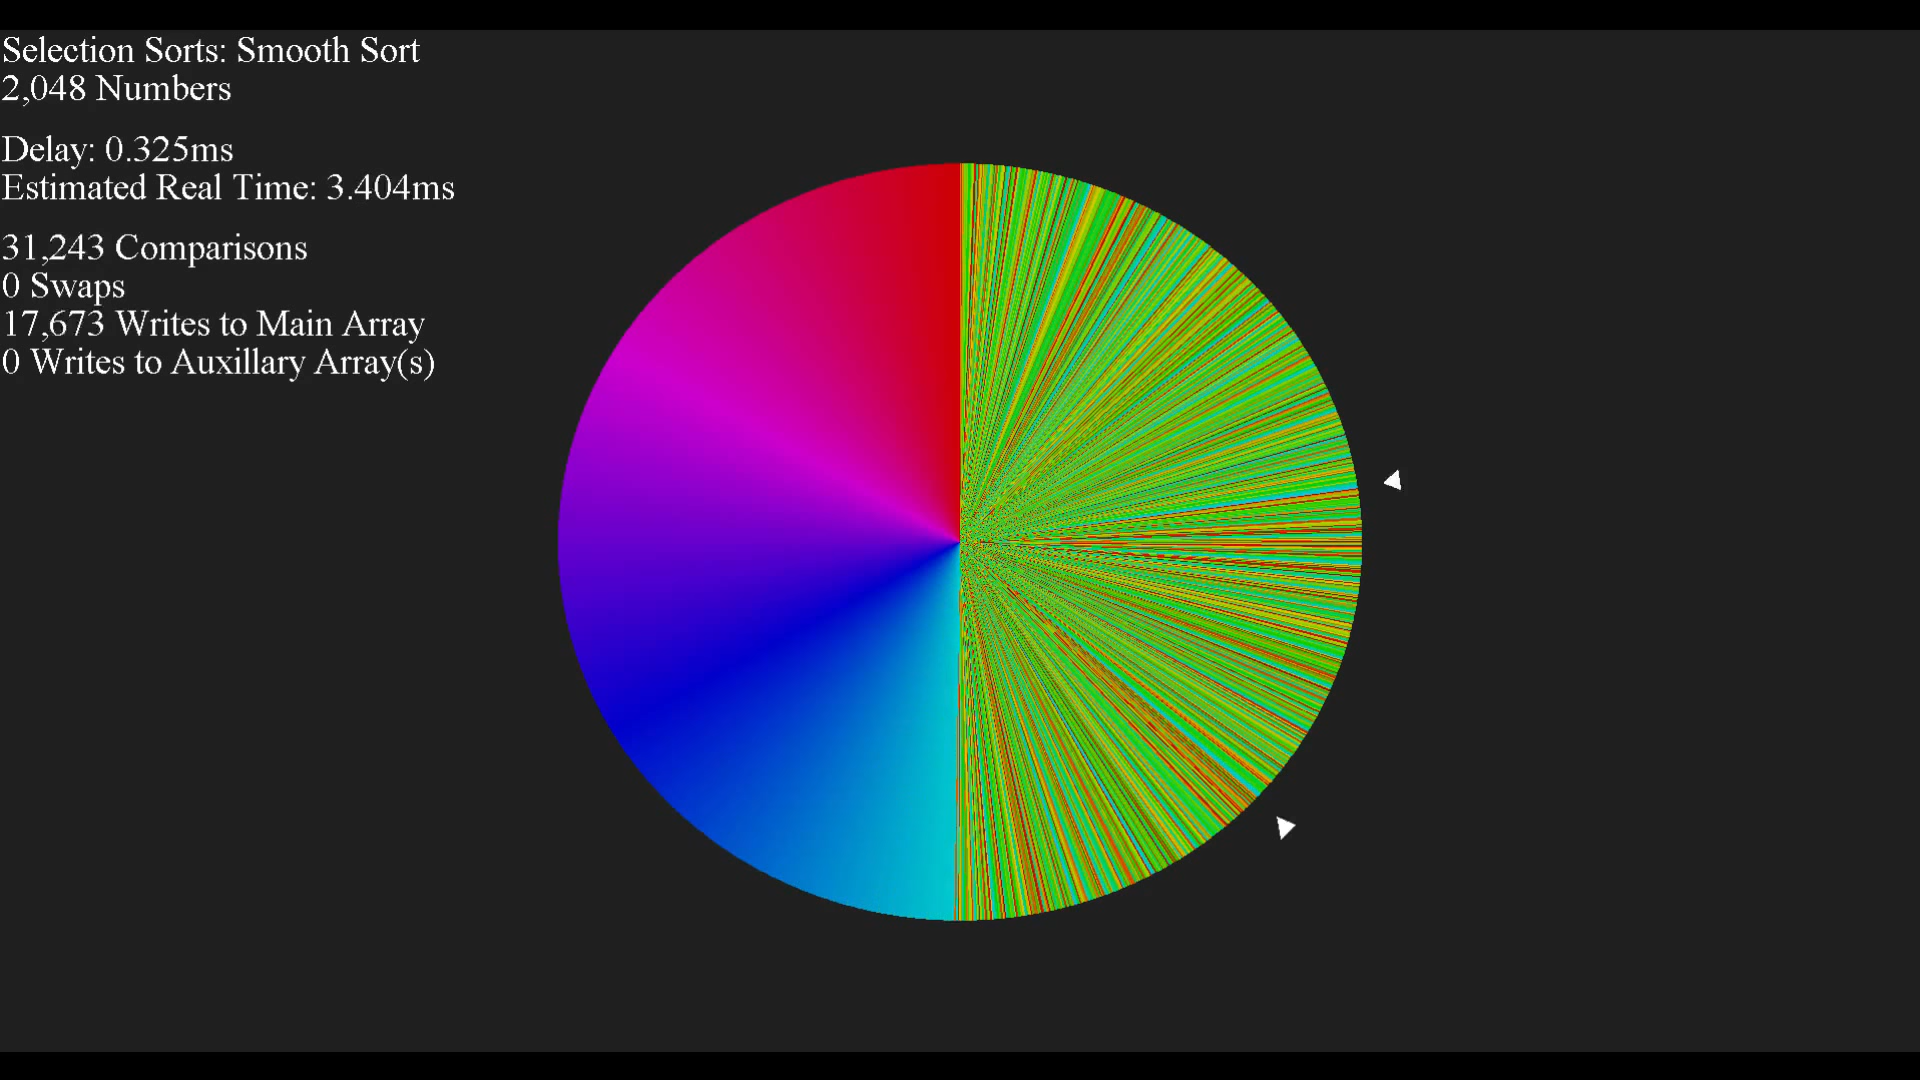 Selection Sorts: Smooth Sort
2,048 Numbers
Delay: 0.325ms
Estimated Real Time: 3.404ms
31,243 Comparisons
0 Swaps
17,673 Writes to Main Array
0 Writes to Auxillary Array(s)